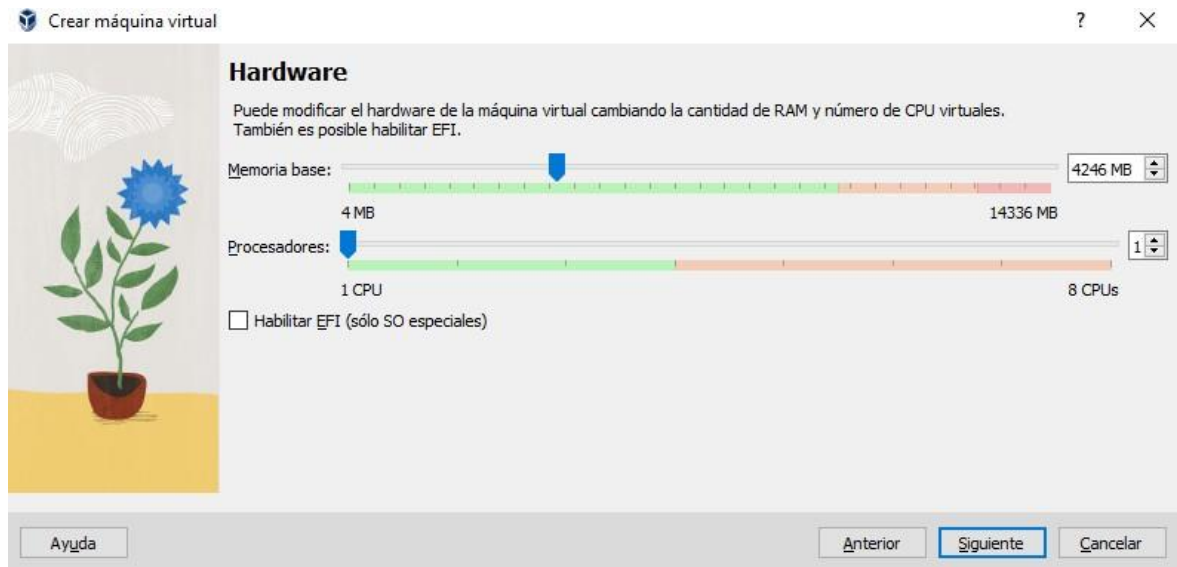 Crear máquina virtual
Hardware
Puede modificar el hardware de la máquina virtual cambiando la cantidad de RAM y número de CPU virtuales.
También es posible habilitar EFI.
Memoria base: 4246 MB
4 MB 14336 MB
Procesadores: 1
1 CPU 8 CPUs
Habilitar EFI (sólo SO especiales)
Ayuda Anterior Siguiente Cancelar